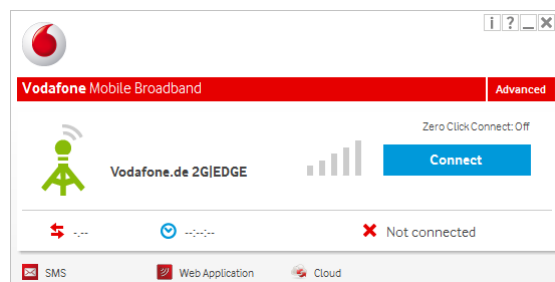 i ? _ X
Vodafone Mobile Broadband
Advanced
Zero Click Connect: Off
Vodafone.de 2G|EDGE
Connect
-.--
--:--:--
Not connected
SMS
Web Application
Cloud